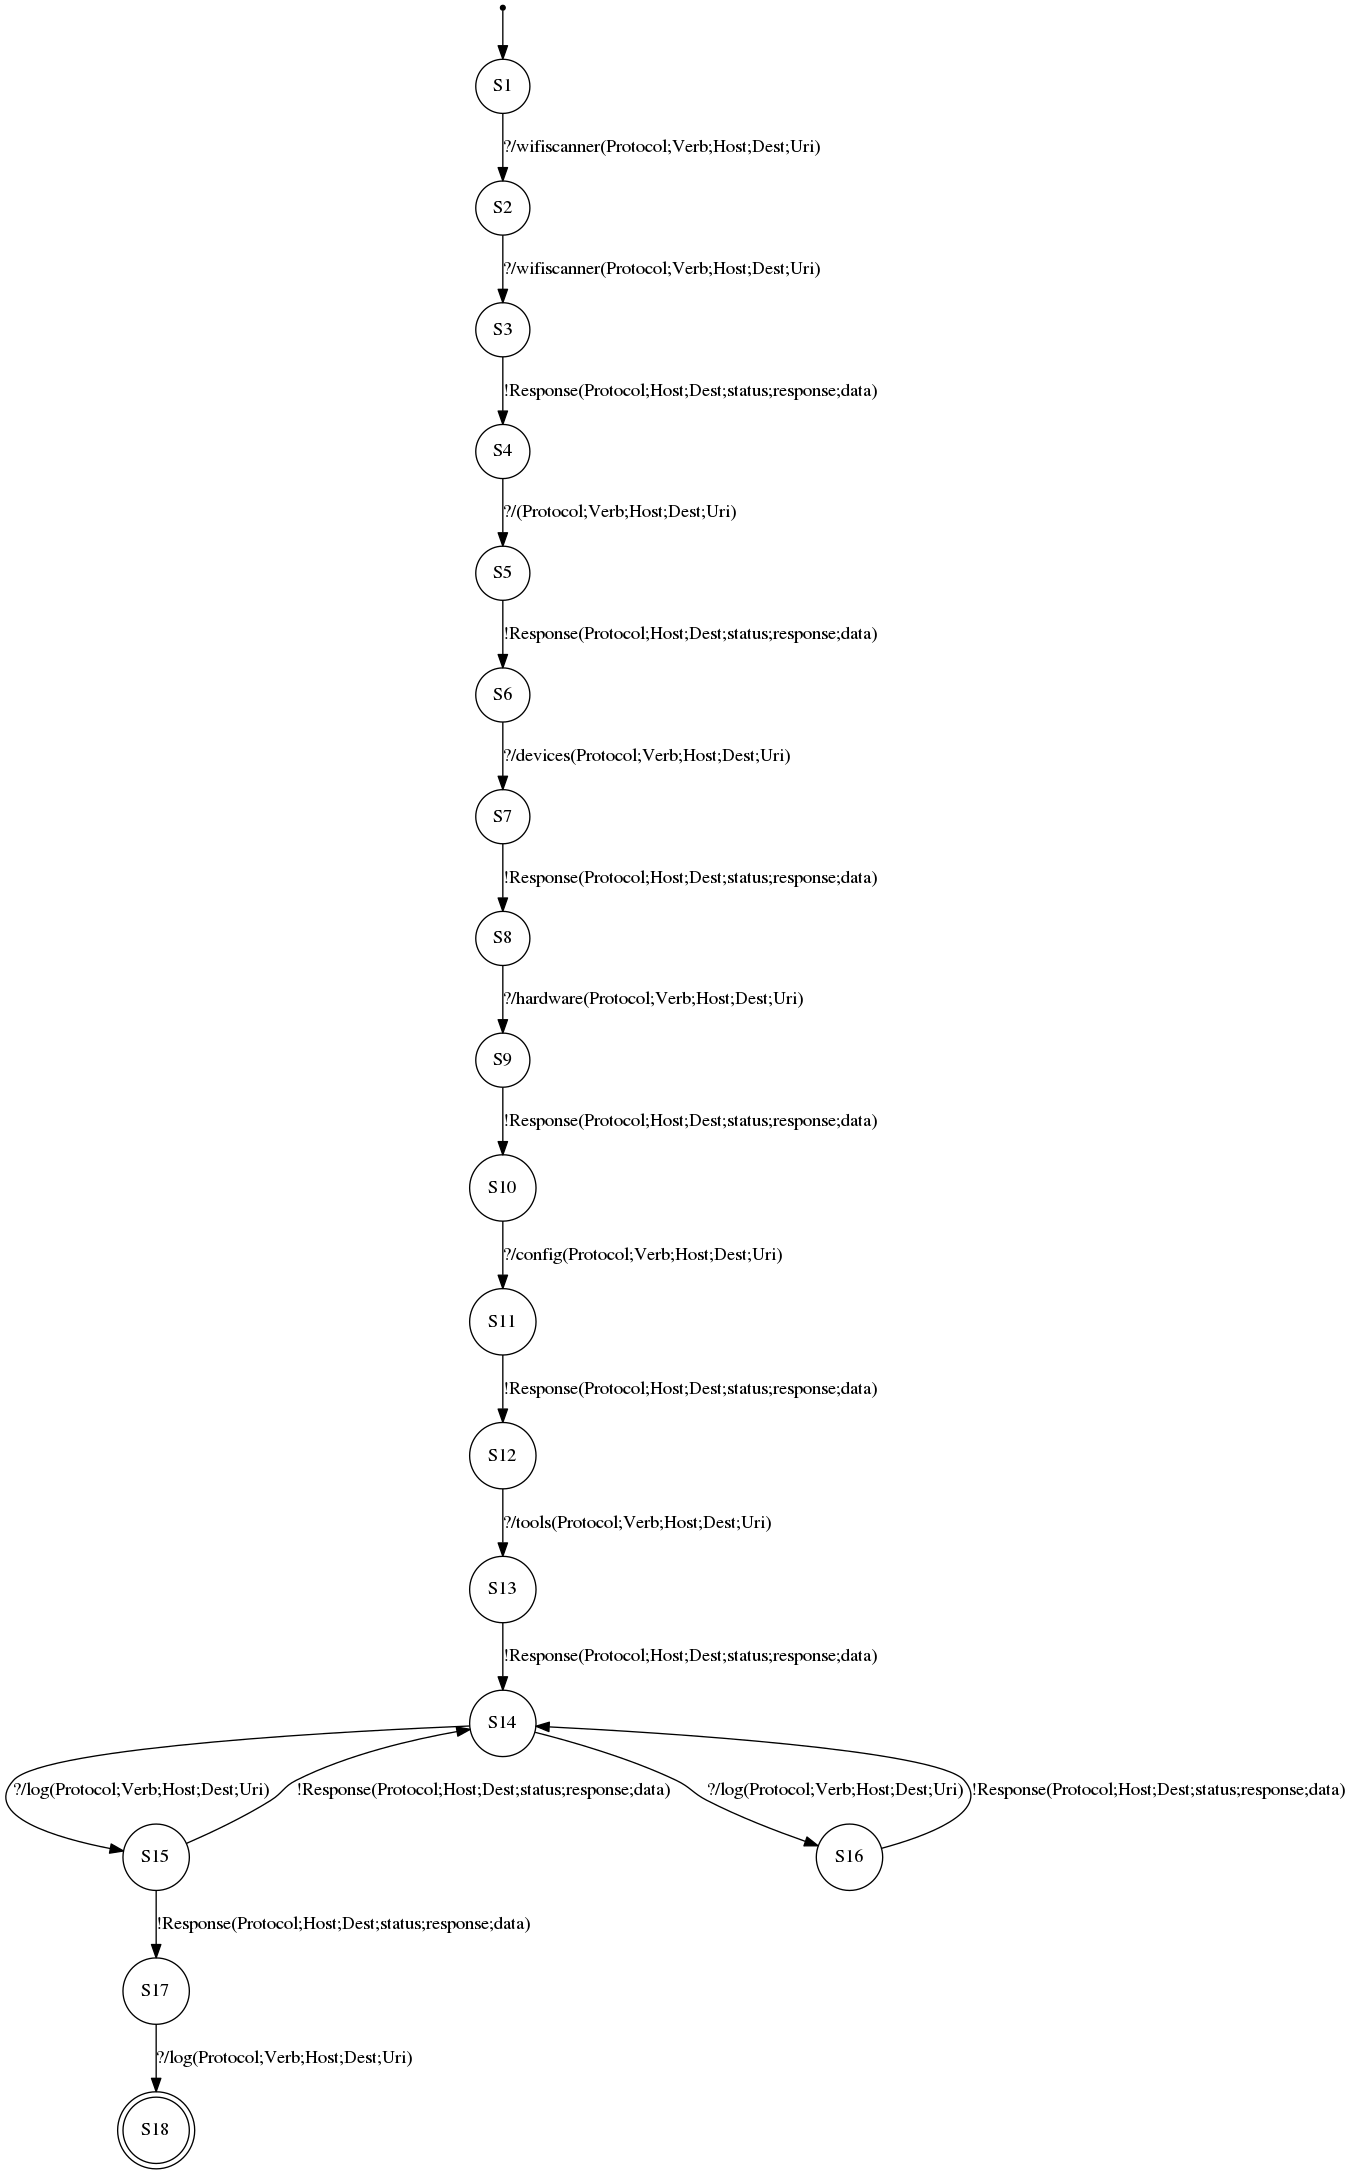 S1
?/wifiscanner(Protocol;Verb;Host;Dest;Uri)
S2
?/wifiscanner(Protocol;Verb;Host;Dest;Uri)
S3
!Response(Protocol;Host;Dest;status;response;data)
S4
?/(Protocol;Verb;Host;Dest;Uri)
S5
!Response(Protocol;Host;Dest;status;response;data)
S6
?/devices(Protocol;Verb;Host;Dest;Uri)
S7
!Response(Protocol;Host;Dest;status;response;data)
S8
?/hardware(Protocol;Verb;Host;Dest;Uri)
S9
!Response(Protocol;Host;Dest;status;response;data)
S10
?/config(Protocol;Verb;Host;Dest;Uri)
S11
!Response(Protocol;Host;Dest;status;response;data)
S12
?/tools(Protocol;Verb;Host;Dest;Uri)
S13
!Response(Protocol;Host;Dest;status;response;data)
S14
?/log(Protocol;Verb;Host;Dest;Uri)
!Response(Protocol;Host;Dest;status;response;data)
?/log(Protocol;Verb;Host;Dest;Uri)
!Response(Protocol;Host;Dest;status;response;data)
S15
S16
!Response(Protocol;Host;Dest;status;response;data)
S17
?/log(Protocol;Verb;Host;Dest;Uri)
S18